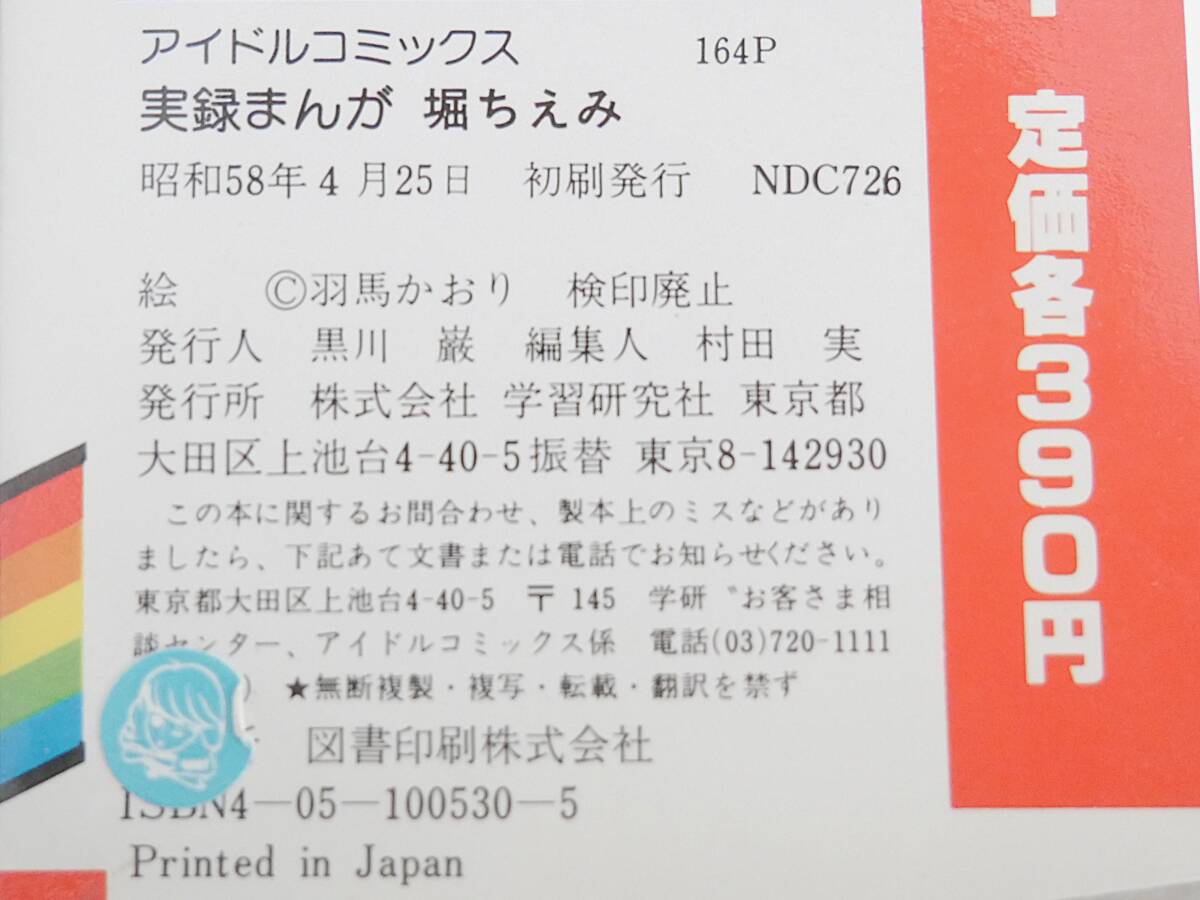 アイドルコミックス 164P
実録まんが 堀ちえみ
昭和58年4月25日 初刷発行 NDC726
絵 ©羽馬かおり 検印廃止
発行人 黒川 巌 編集人 村田 実
発行所 株式会社 学習研究社 東京都
大田区上池台4-40-5振替 東京8-142930
この本に関するお問合わせ、製本上のミスなどがあり
ましたら、下記あて文書または電話でお知らせください。
東京都大田区上池台4-40-5 〒145 学研〝お客さま相
談センター、アイドルコミックス係 電話(03)720-1111
) ★無断複製・複写・転載・翻訳を禁ず
図書印刷株式会社
ISBN4—05—100530—5
Printed in Japan
定価各390円